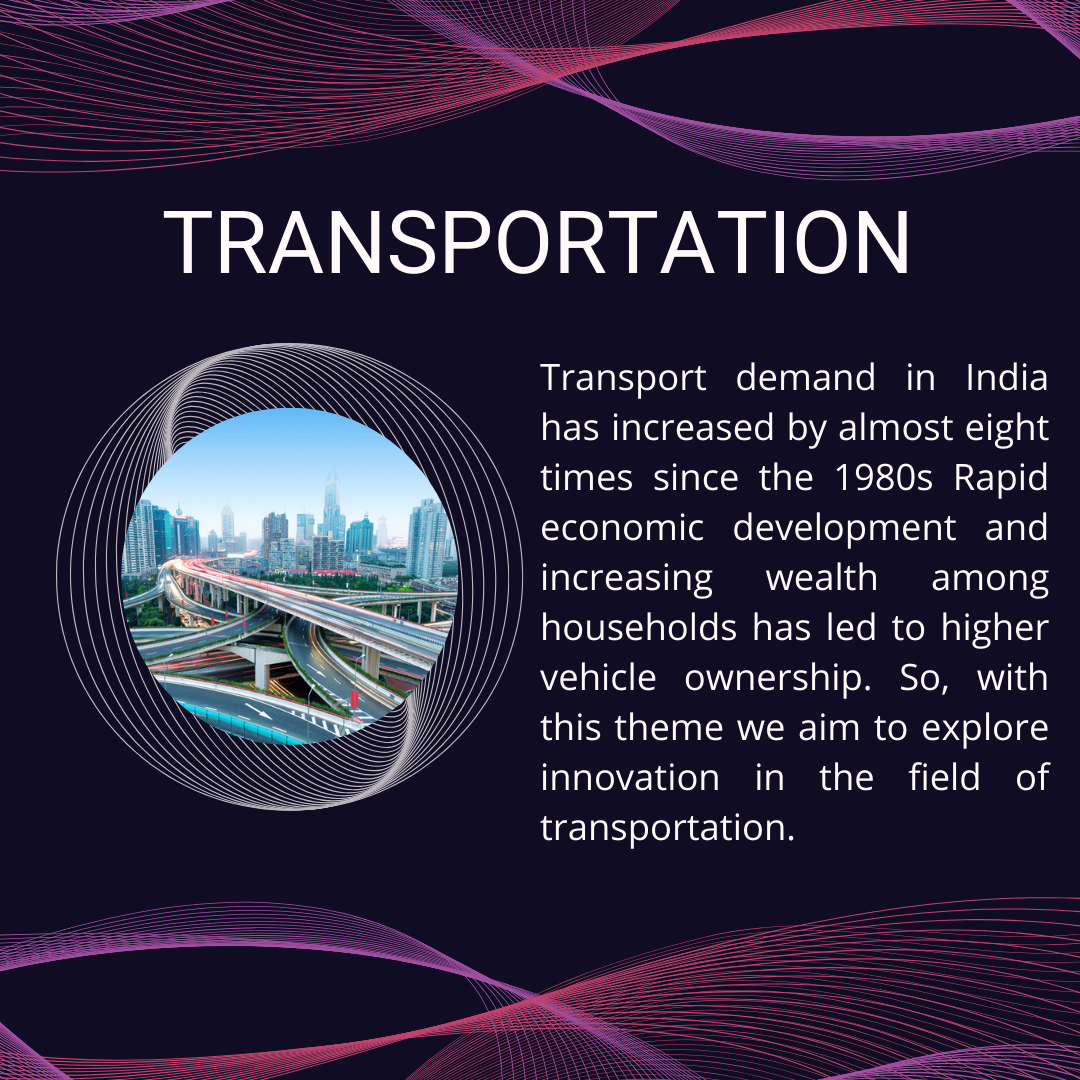 TRANSPORTATION
Transport demand in India
has increased by almost eight
times since the 1980s Rapid
economic development and
increasing wealth among
households has led to higher
vehicle ownership. So, with
this theme we aim to explore
innovation in the field of
transportation.